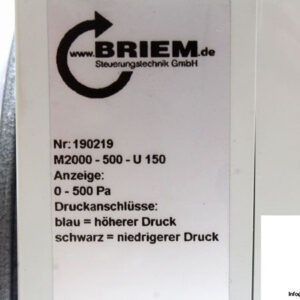 www.BRIEM.de
Steuerungstechnik GmbH
Nr: 190219
M2000 - 500 - U 150
Anzeige:
0 - 500 Pa
Druckanschlüsse:
blau = höherer Druck
schwarz = niedrigerer Druck